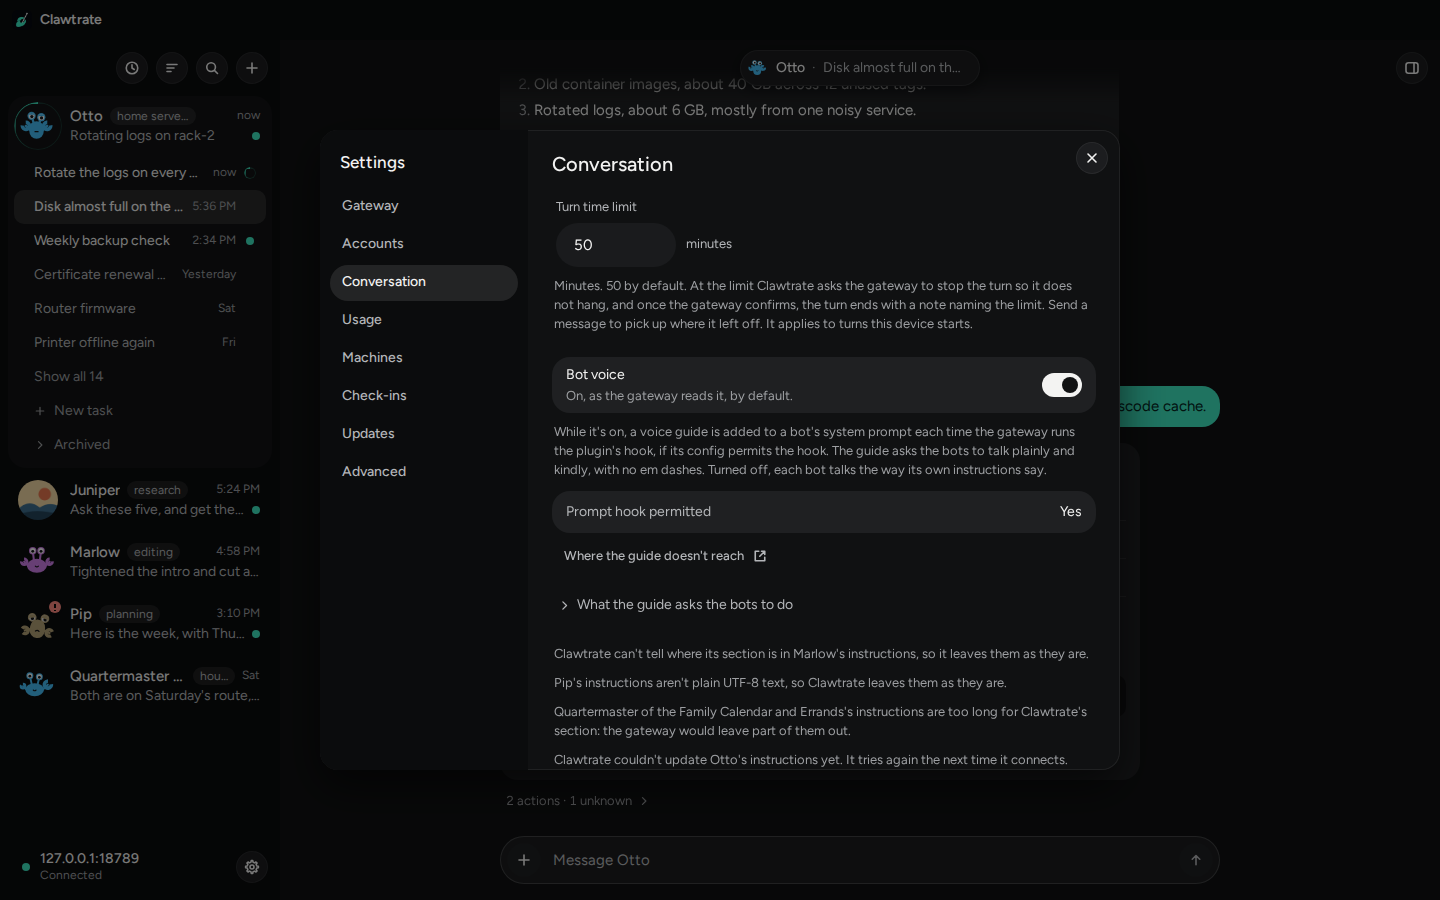 Clawtrate
Otto home serve... now
Rotating logs on rack-2
Rotate the logs on every ... now
Disk almost full on the ... 5:36 PM
Weekly backup check 2:34 PM
Certificate renewal ... Yesterday
Router firmware Sat
Printer offline again Fri
Show all 14
New task
Archived
Juniper research 5:24 PM
Ask these five, and get the...
Marlow editing 4:58 PM
Tightened the intro and cut a...
Pip planning 3:10 PM
Here is the week, with Thu...
Quartermaster ... hou... Sat
Both are on Saturday's route,...
127.0.0.1:18789
Connected
Otto · Disk almost full on th...
2. Old container images, about 40 GB across 12 unused tags.
3. Rotated logs, about 6 GB, mostly from one noisy service.
Settings
Gateway
Accounts
Conversation
Usage
Machines
Check-ins
Updates
Advanced
Conversation
Turn time limit
50 minutes
Minutes. 50 by default. At the limit Clawtrate asks the gateway to stop the turn so it does
not hang, and once the gateway confirms, the turn ends with a note naming the limit. Send a
message to pick up where it left off. It applies to turns this device starts.
Bot voice
On, as the gateway reads it, by default.
While it's on, a voice guide is added to a bot's system prompt each time the gateway runs
the plugin's hook, if its config permits the hook. The guide asks the bots to talk plainly and
kindly, with no em dashes. Turned off, each bot talks the way its own instructions say.
Prompt hook permitted Yes
Where the guide doesn't reach
What the guide asks the bots to do
Clawtrate can't tell where its section is in Marlow's instructions, so it leaves them as they are.
Pip's instructions aren't plain UTF-8 text, so Clawtrate leaves them as they are.
Quartermaster of the Family Calendar and Errands's instructions are too long for Clawtrate's
section: the gateway would leave part of them out.
Clawtrate couldn't update Otto's instructions yet. It tries again the next time it connects.
scode cache.
2 actions · 1 unknown
Message Otto